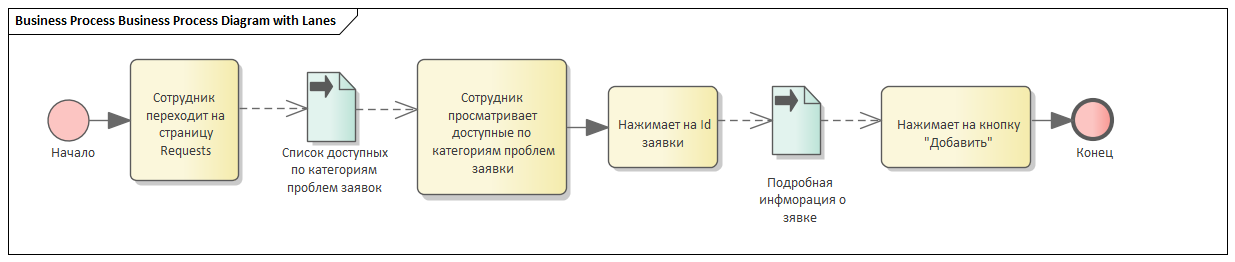 Business Process Business Process Diagram with Lanes
Начало
Сотрудник
переходит на
страницу
Requests
Список доступных
по категориям
проблем заявок
Сотрудник
просматривает
доступные по
категориям проблем
заявки
Нажимает на Id
заявки
Подробная
инфморация о
зявке
Нажимает на кнопку
"Добавить"
Конец